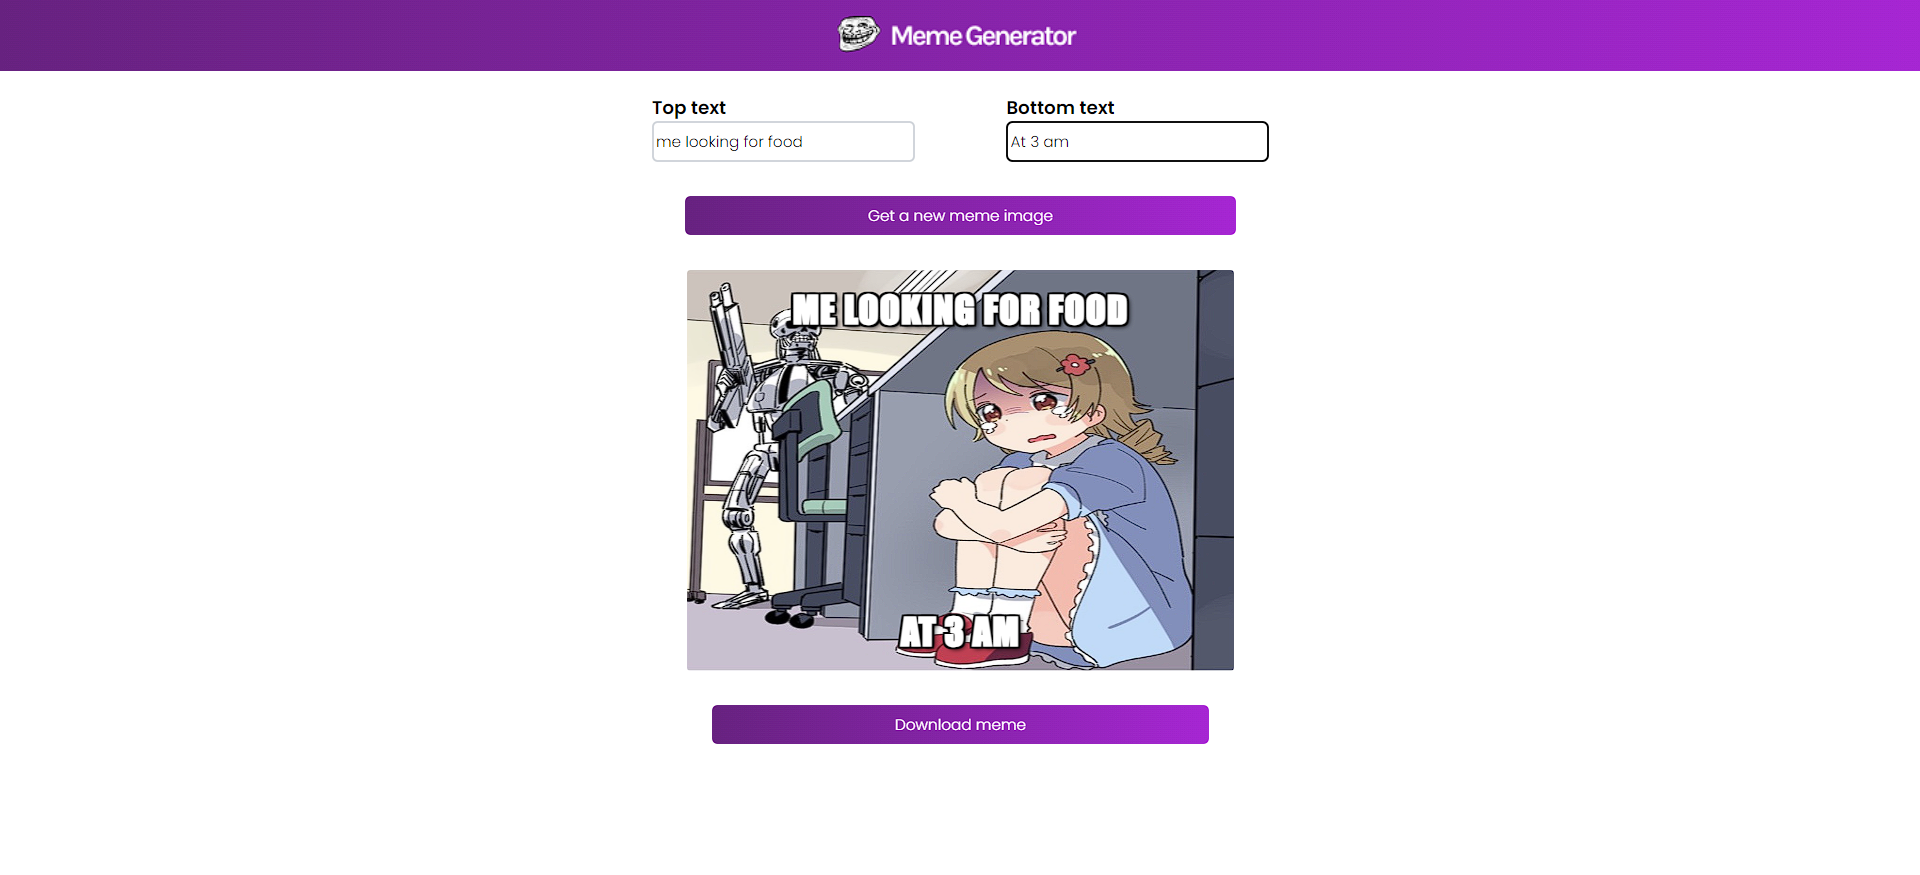 Meme Generator
Top text
Bottom text
me looking for food
At 3 am
Get a new meme image
ME LOOKING FOR FOOD
AT 3 AM
Download meme